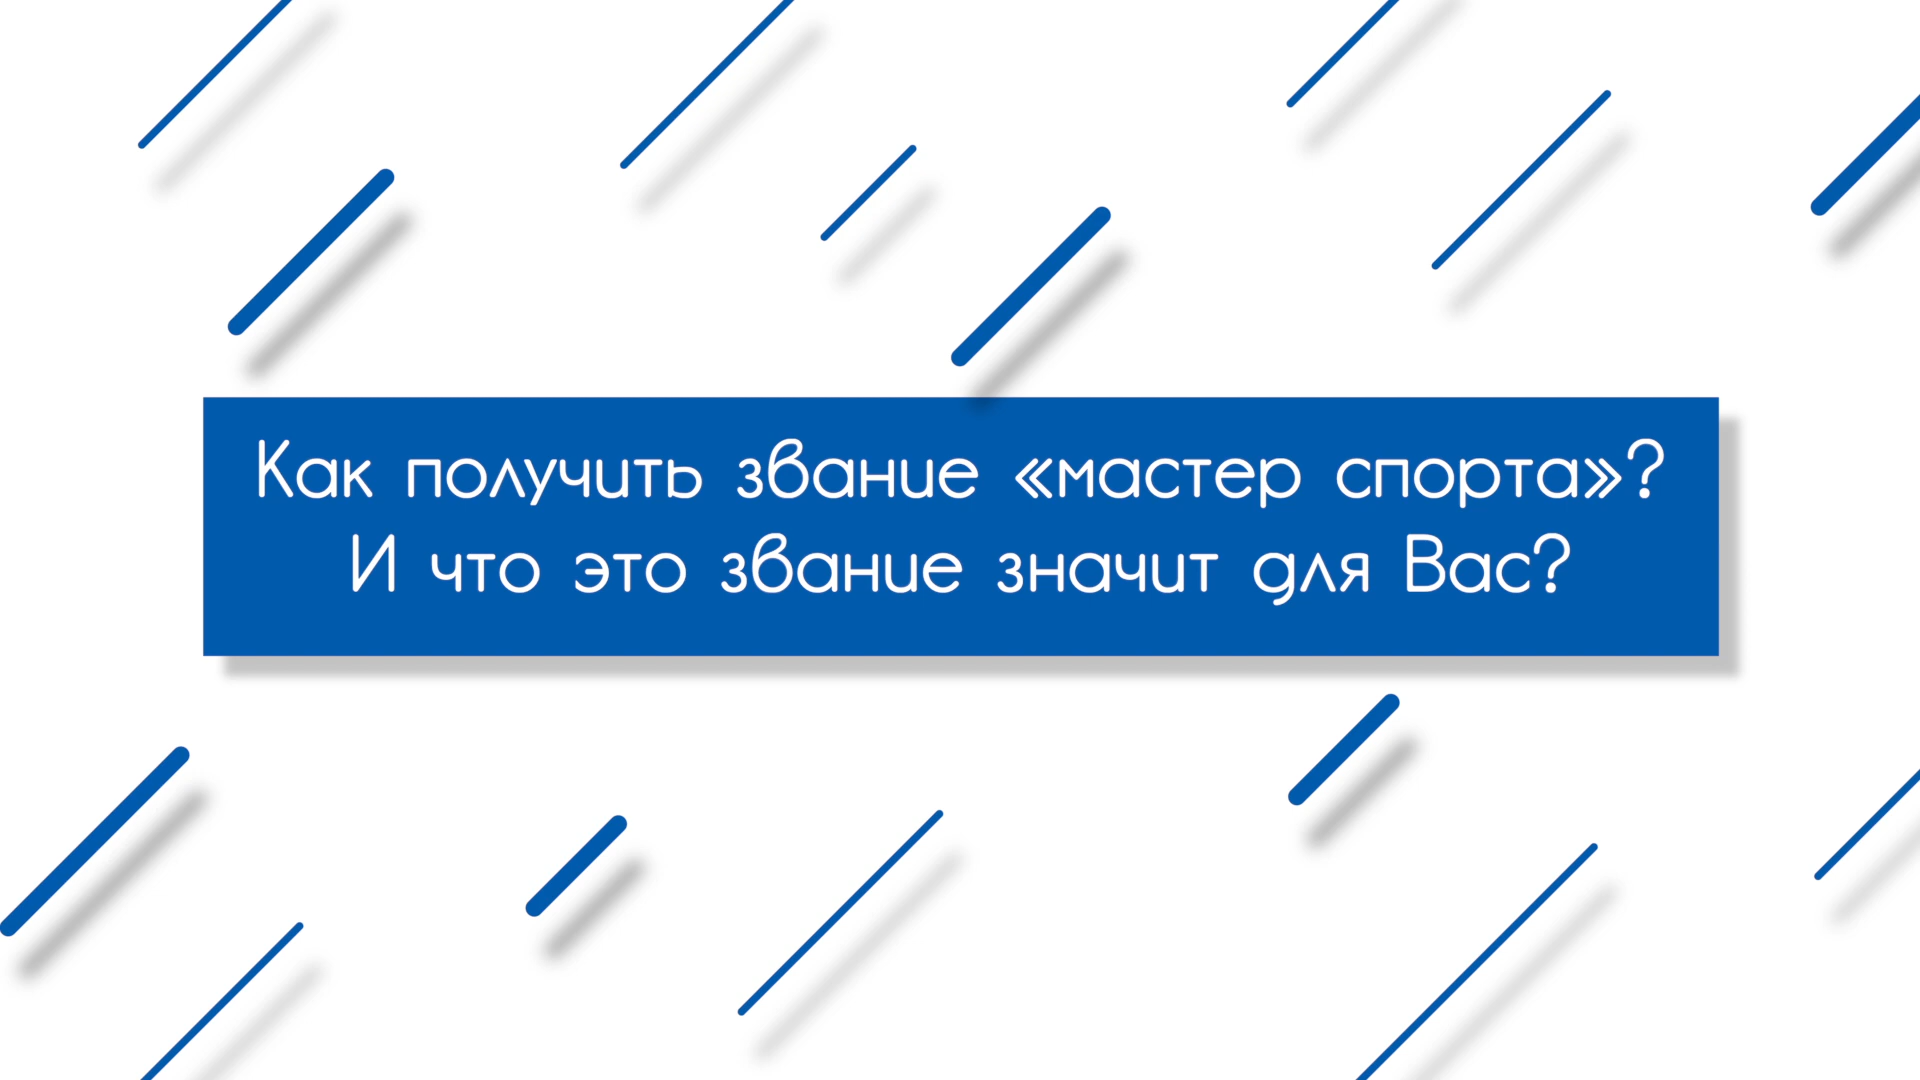 Как получить звание «мастер спорта»?
И что это звание значит для Вас?